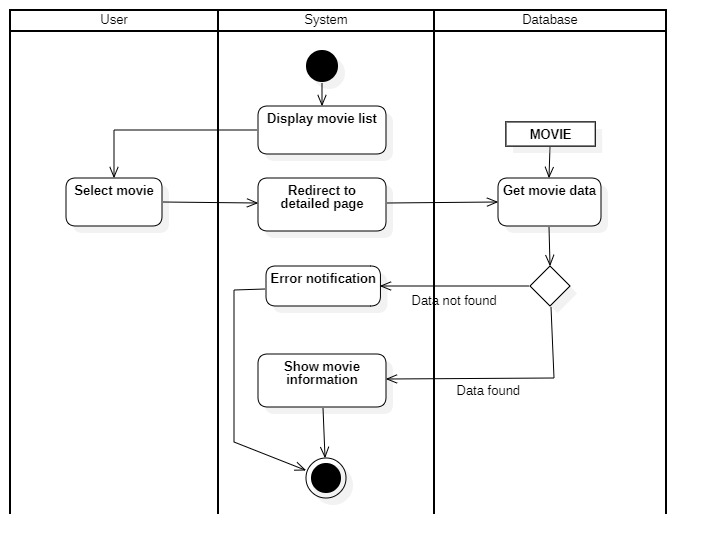 User
System
Database
Display movie list
MOVIE
Select movie
Redirect to
detailed page
Get movie data
Error notification
Data not found
Show movie
information
Data found